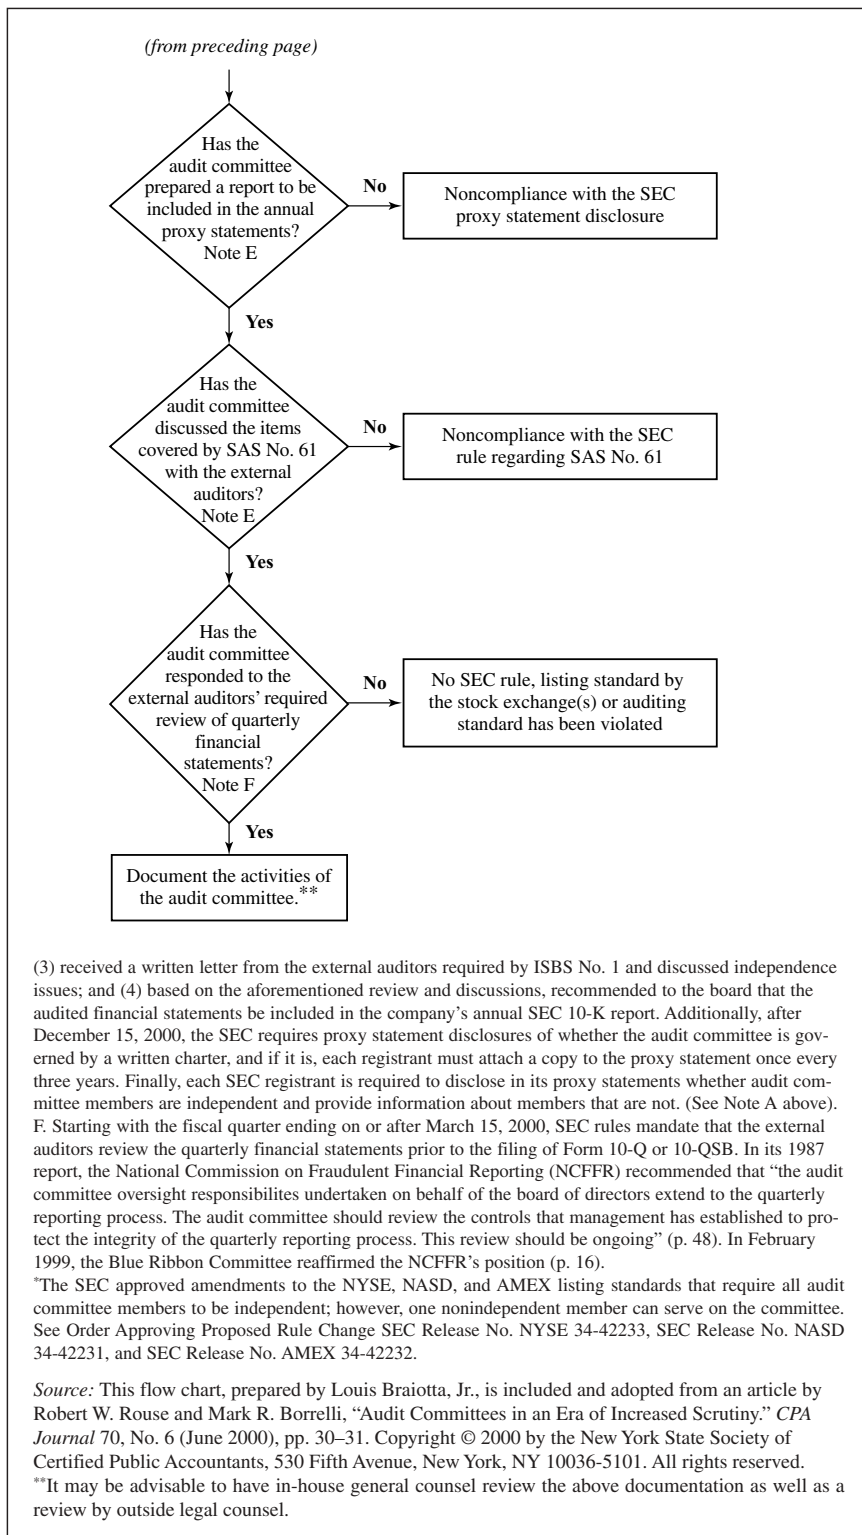 (from preceding page)
Has the
audit committee
prepared a report to be
included in the annual
proxy statements?
Note E
No
Noncompliance with the SEC
proxy statement disclosure
Yes
Has the
audit committee
discussed the items
covered by SAS No. 61
with the external
auditors?
Note E
No
Noncompliance with the SEC
rule regarding SAS No. 61
Yes
Has the
audit committee
responded to the
external auditors’ required
review of quarterly
financial
statements?
Note F
No
No SEC rule, listing standard by
the stock exchange(s) or auditing
standard has been violated
Yes
Document the activities of
the audit committee.**
(3) received a written letter from the external auditors required by ISBS No. 1 and discussed independence
issues; and (4) based on the aforementioned review and discussions, recommended to the board that the
audited financial statements be included in the company’s annual SEC 10-K report. Additionally, after
December 15, 2000, the SEC requires proxy statement disclosures of whether the audit committee is gov-
erned by a written charter, and if it is, each registrant must attach a copy to the proxy statement once every
three years. Finally, each SEC registrant is required to disclose in its proxy statements whether audit com-
mittee members are independent and provide information about members that are not. (See Note A above).
F. Starting with the fiscal quarter ending on or after March 15, 2000, SEC rules mandate that the external
auditors review the quarterly financial statements prior to the filing of Form 10-Q or 10-QSB. In its 1987
report, the National Commission on Fraudulent Financial Reporting (NCFFR) recommended that “the audit
committee oversight responsibilites undertaken on behalf of the board of directors extend to the quarterly
reporting process. The audit committee should review the controls that management has established to pro-
tect the integrity of the quarterly reporting process. This review should be ongoing” (p. 48). In February
1999, the Blue Ribbon Committee reaffirmed the NCFFR’s position (p. 16).
*The SEC approved amendments to the NYSE, NASD, and AMEX listing standards that require all audit
committee members to be independent; however, one nonindependent member can serve on the committee.
See Order Approving Proposed Rule Change SEC Release No. NYSE 34-42233, SEC Release No. NASD
34-42231, and SEC Release No. AMEX 34-42232.
Source: This flow chart, prepared by Louis Braiotta, Jr., is included and adopted from an article by
Robert W. Rouse and Mark R. Borrelli, “Audit Committees in an Era of Increased Scrutiny.” CPA
Journal 70, No. 6 (June 2000), pp. 30–31. Copyright © 2000 by the New York State Society of
Certified Public Accountants, 530 Fifth Avenue, New York, NY 10036-5101. All rights reserved.
**It may be advisable to have in-house general counsel review the above documentation as well as a
review by outside legal counsel.